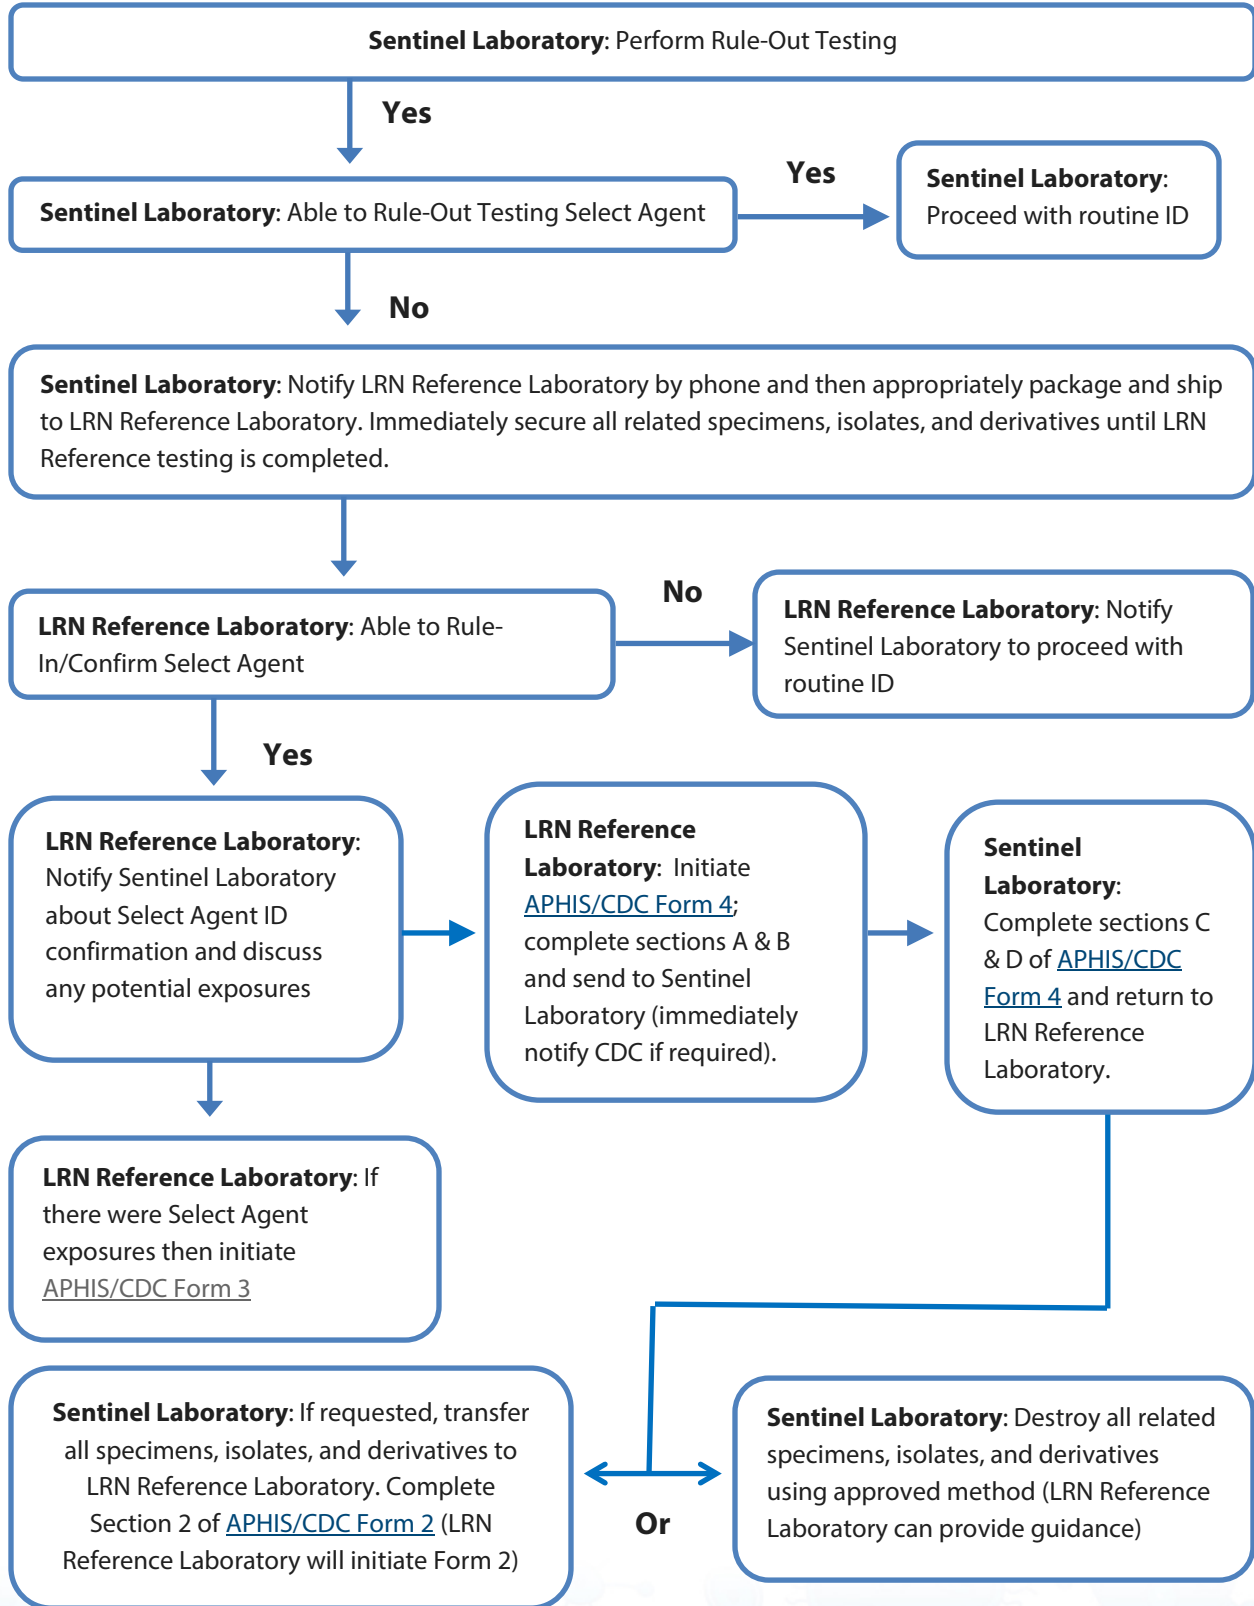 Sentinel Laboratory: Perform Rule-Out Testing
Yes
Sentinel Laboratory: Able to Rule-Out Testing Select Agent
Yes
Sentinel Laboratory:
Proceed with routine ID
No
Sentinel Laboratory: Notify LRN Reference Laboratory by phone and then appropriately package and ship
to LRN Reference Laboratory. Immediately secure all related specimens, isolates, and derivatives until LRN
Reference testing is completed.
LRN Reference Laboratory: Able to Rule-
In/Confirm Select Agent
No
LRN Reference Laboratory: Notify
Sentinel Laboratory to proceed with
routine ID
Yes
LRN Reference Laboratory:
Notify Sentinel Laboratory
about Select Agent ID
confirmation and discuss
any potential exposures
LRN Reference
Laboratory: Initiate
APHIS/CDC Form 4;
complete sections A & B
and send to Sentinel
Laboratory (immediately
notify CDC if required).
Sentinel
Laboratory:
Complete sections C
& D of APHIS/CDC
Form 4 and return to
LRN Reference
Laboratory.
LRN Reference Laboratory: If
there were Select Agent
exposures then initiate
APHIS/CDC Form 3
Sentinel Laboratory: If requested, transfer
all specimens, isolates, and derivatives to
LRN Reference Laboratory. Complete
Section 2 of APHIS/CDC Form 2 (LRN
Reference Laboratory will initiate Form 2)
Or
Sentinel Laboratory: Destroy all related
specimens, isolates, and derivatives
using approved method (LRN Reference
Laboratory can provide guidance)